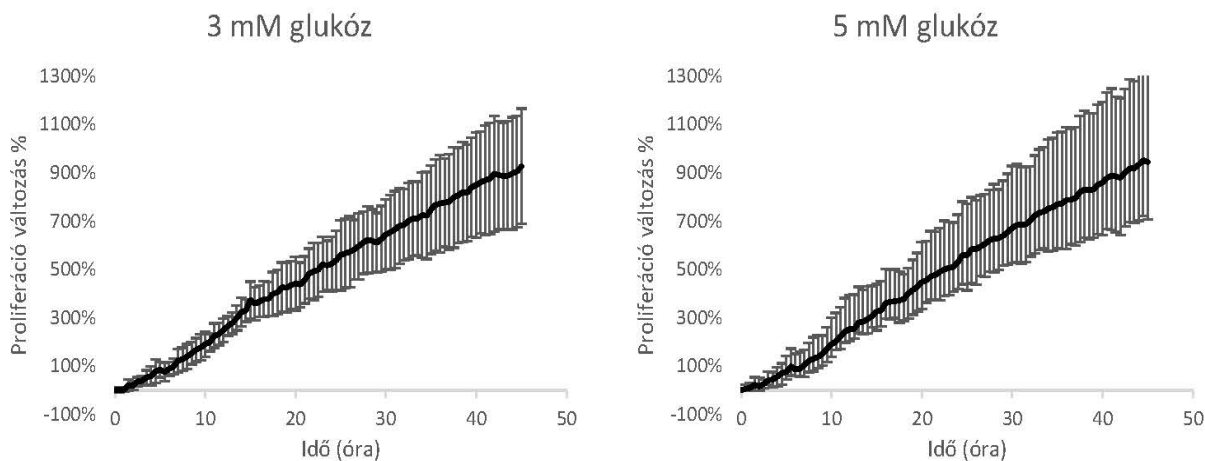 3 mM glukóz
Proliferáció változás %
1300%
1100%
900%
700%
500%
300%
100%
-100%
0 10 20 30 40 50
Idő (óra)
5 mM glukóz
Proliferáció változás %
1300%
1100%
900%
700%
500%
300%
100%
-100%
0 10 20 30 40 50
Idő (óra)